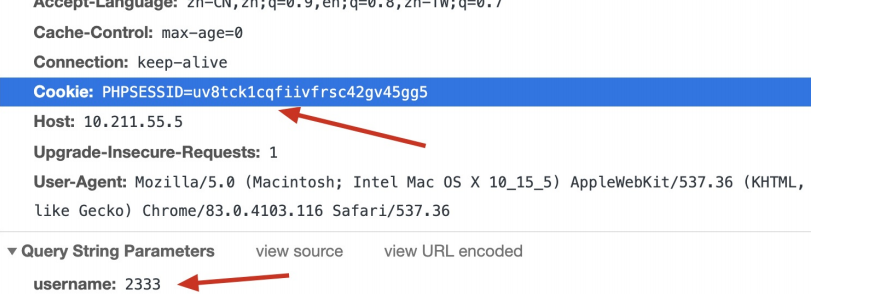 Accept-Language: zh-CN,zh;q=0.9,en;q=0.8,zh-TW;q=0.7
Cache-Control: max-age=0
Connection: keep-alive
Cookie: PHPSESSID=uv8tck1cqfiivfrsc42gv45gg5
Host: 10.211.55.5
Upgrade-Insecure-Requests: 1
User-Agent: Mozilla/5.0 (Macintosh; Intel Mac OS X 10_15_5) AppleWebKit/537.36 (KHTML,
like Gecko) Chrome/83.0.4103.116 Safari/537.36
▼ Query String Parameters view source view URL encoded
username: 2333